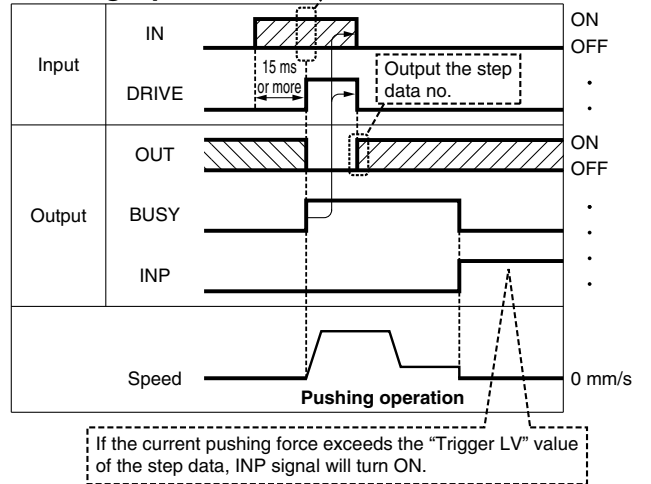 IN
ON
OFF
Input
15 ms
or more
Output the step
data no.
DRIVE
OUT
ON
OFF
Output
BUSY
INP
Speed
0 mm/s
Pushing operation
If the current pushing force exceeds the “Trigger LV” value
of the step data, INP signal will turn ON.